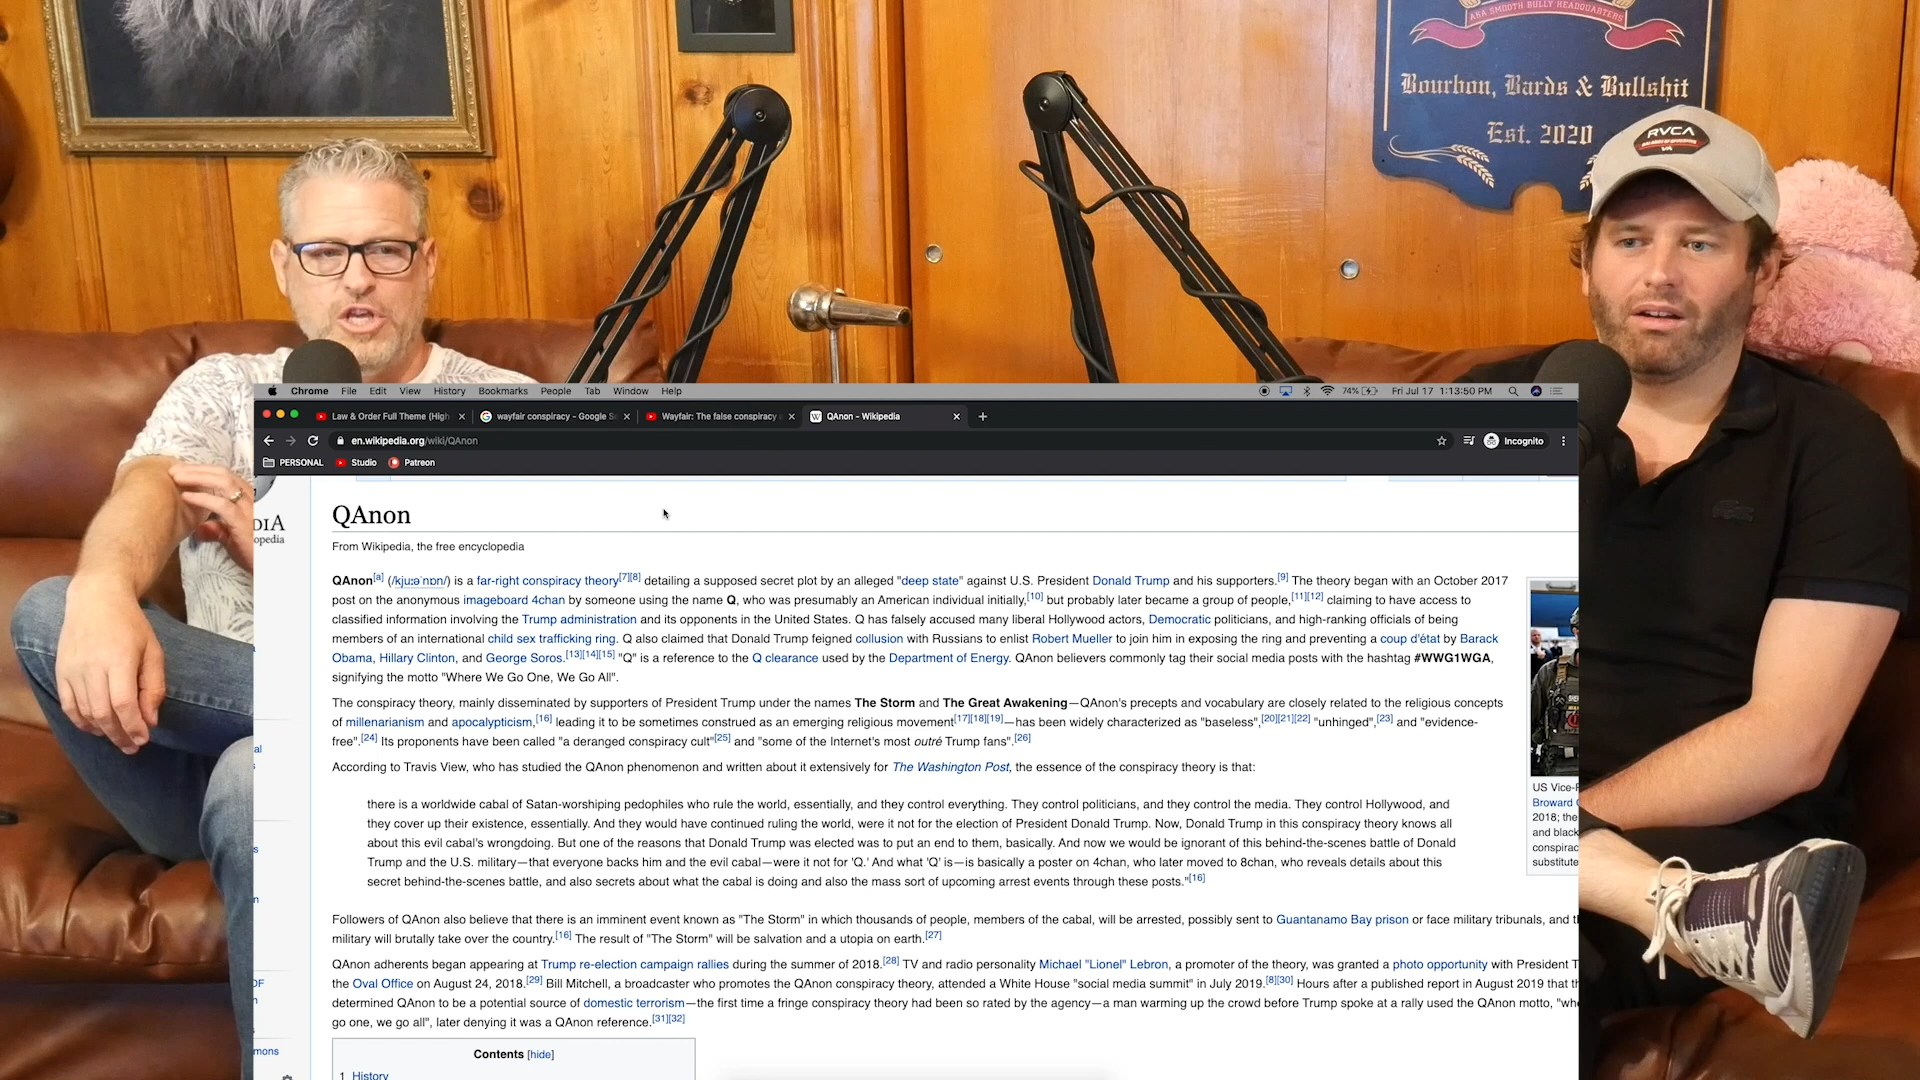 AKA SMOOTH BULLY HEADQUARTERS
Bourbon, Bards & Bullshit
Est. 2020
RVCA
VA
Chrome File Edit View History Bookmarks People Tab Window Help
74% Fri Jul 17 1:13:50 PM
Law & Order Full Theme (High
wayfair conspiracy - Google S
Wayfair: The false conspiracy
QAnon - Wikipedia
en.wikipedia.org/wiki/QAnon
Incognito
PERSONAL Studio Patreon
DIA
opedia
QAnon
From Wikipedia, the free encyclopedia
QAnon[a] (/kjuːəˈnɒn/) is a far-right conspiracy theory[7][8] detailing a supposed secret plot by an alleged "deep state" against U.S. President Donald Trump and his supporters.[9] The theory began with an October 2017
post on the anonymous imageboard 4chan by someone using the name Q, who was presumably an American individual initially,[10] but probably later became a group of people,[11][12] claiming to have access to
classified information involving the Trump administration and its opponents in the United States. Q has falsely accused many liberal Hollywood actors, Democratic politicians, and high-ranking officials of being
members of an international child sex trafficking ring. Q also claimed that Donald Trump feigned collusion with Russians to enlist Robert Mueller to join him in exposing the ring and preventing a coup d'état by Barack
Obama, Hillary Clinton, and George Soros.[13][14][15] "Q" is a reference to the Q clearance used by the Department of Energy. QAnon believers commonly tag their social media posts with the hashtag #WWG1WGA,
signifying the motto "Where We Go One, We Go All".
The conspiracy theory, mainly disseminated by supporters of President Trump under the names The Storm and The Great Awakening—QAnon's precepts and vocabulary are closely related to the religious concepts
of millenarianism and apocalypticism,[16] leading it to be sometimes construed as an emerging religious movement[17][18][19]—has been widely characterized as "baseless",[20][21][22] "unhinged",[23] and "evidence-
free".[24] Its proponents have been called "a deranged conspiracy cult"[25] and "some of the Internet's most outré Trump fans".[26]
According to Travis View, who has studied the QAnon phenomenon and written about it extensively for The Washington Post, the essence of the conspiracy theory is that:
there is a worldwide cabal of Satan-worshiping pedophiles who rule the world, essentially, and they control everything. They control politicians, and they control the media. They control Hollywood, and
they cover up their existence, essentially. And they would have continued ruling the world, were it not for the election of President Donald Trump. Now, Donald Trump in this conspiracy theory knows all
about this evil cabal's wrongdoing. But one of the reasons that Donald Trump was elected was to put an end to them, basically. And now we would be ignorant of this behind-the-scenes battle of Donald
Trump and the U.S. military—that everyone backs him and the evil cabal—were it not for 'Q.' And what 'Q' is—is basically a poster on 4chan, who later moved to 8chan, who reveals details about this
secret behind-the-scenes battle, and also secrets about what the cabal is doing and also the mass sort of upcoming arrest events through these posts."[16]
US Vice-P
Broward C
2018; the
and black
conspirac
substitute
Followers of QAnon also believe that there is an imminent event known as "The Storm" in which thousands of people, members of the cabal, will be arrested, possibly sent to Guantanamo Bay prison or face military tribunals, and th
military will brutally take over the country.[16] The result of "The Storm" will be salvation and a utopia on earth.[27]
QAnon adherents began appearing at Trump re-election campaign rallies during the summer of 2018.[28] TV and radio personality Michael "Lionel" Lebron, a promoter of the theory, was granted a photo opportunity with President T
the Oval Office on August 24, 2018.[29] Bill Mitchell, a broadcaster who promotes the QAnon conspiracy theory, attended a White House "social media summit" in July 2019.[8][30] Hours after a published report in August 2019 that th
determined QAnon to be a potential source of domestic terrorism—the first time a fringe conspiracy theory had been so rated by the agency—a man warming up the crowd before Trump spoke at a rally used the QAnon motto, "whe
go one, we go all", later denying it was a QAnon reference.[31][32]
mons
Contents [hide]
1 History